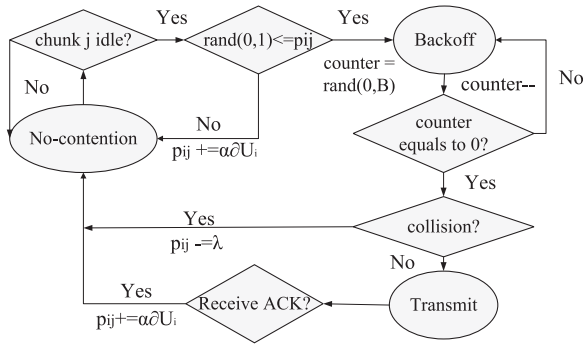 Yes
Yes
chunk j idle?
rand(0,1)<=pij
Backoff
counter =
rand(0,B)
counter--
No
No
No
No-contention
pij +=α∂Ui
counter
equals to 0?
Yes
Yes
collision?
pij -=λ
No
Yes
Receive ACK?
Transmit
pij+=α∂Ui